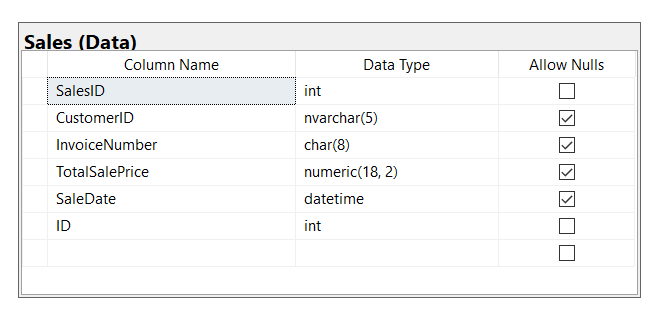 Sales (Data)
Column Name Data Type Allow Nulls
SalesID int
CustomerID nvarchar(5)
InvoiceNumber char(8)
TotalSalePrice numeric(18, 2)
SaleDate datetime
ID int